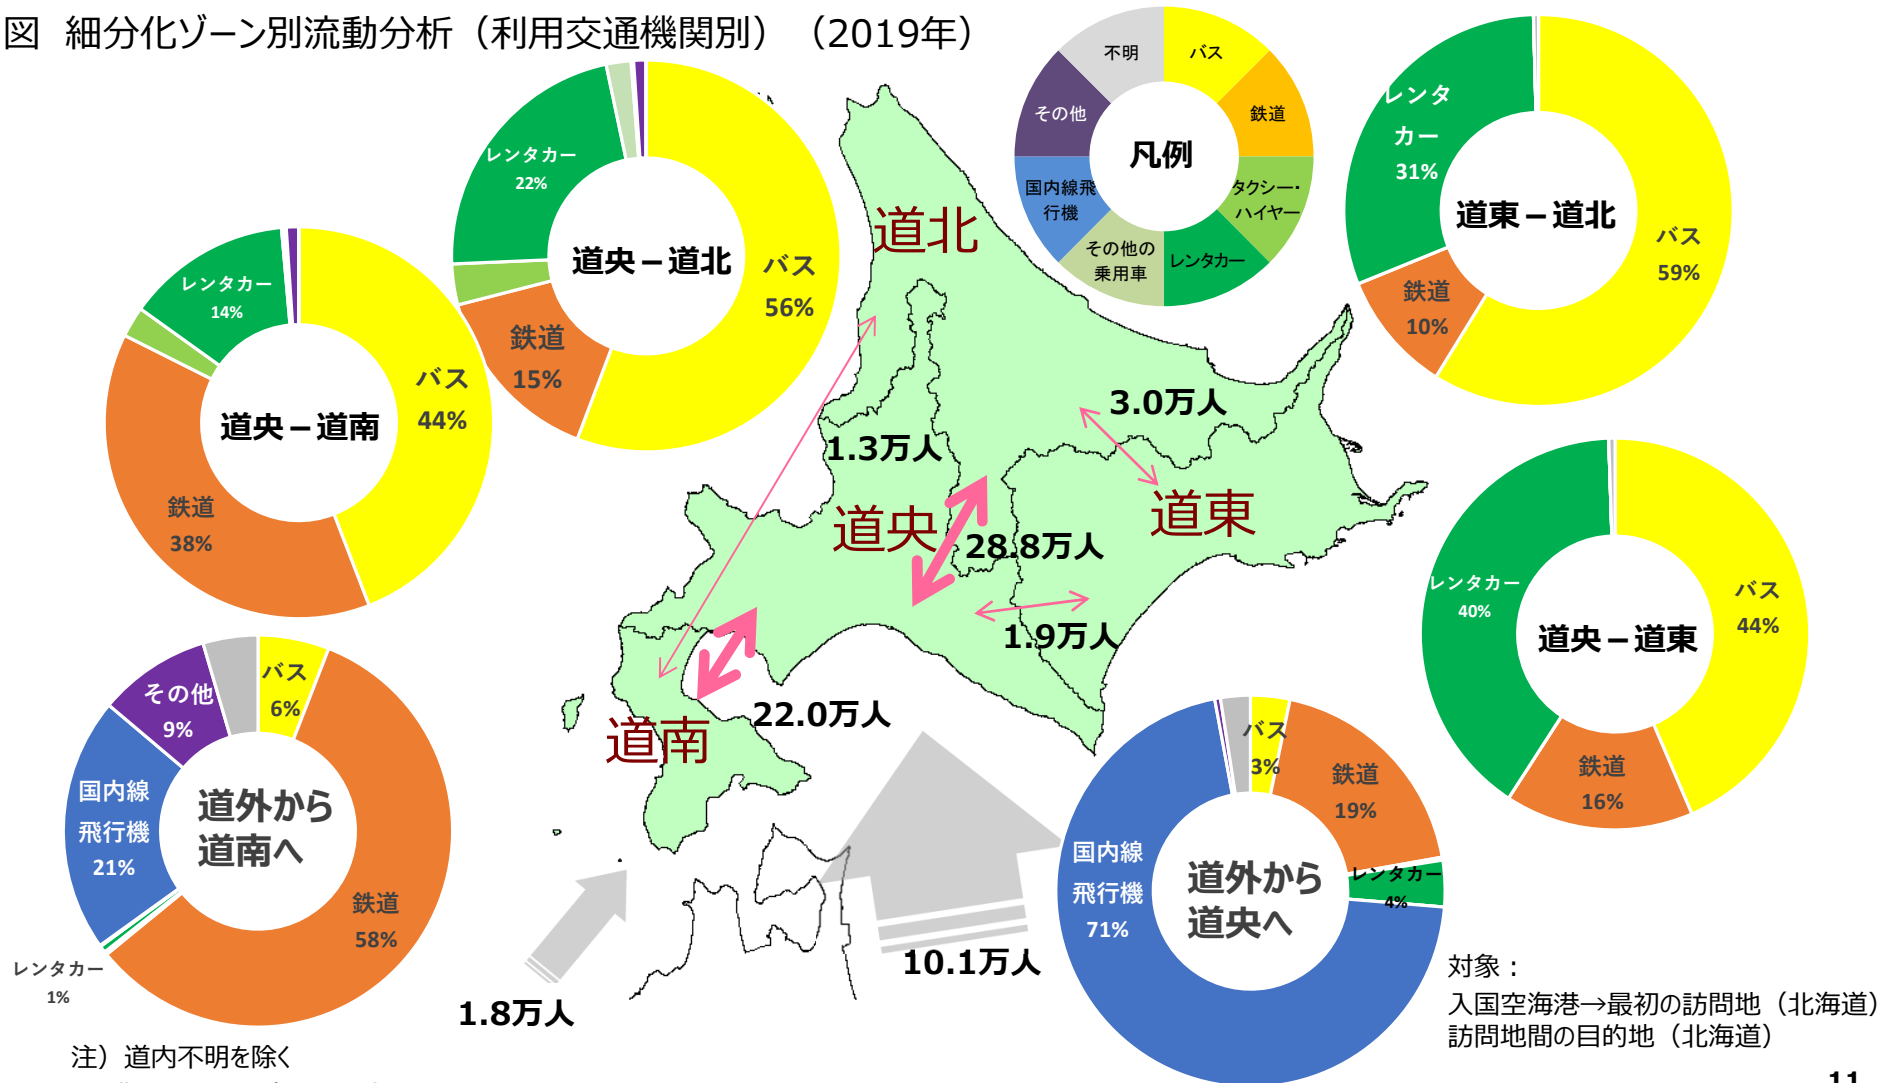 図 細分化ゾーン別流動分析（利用交通機関別）（2019年）
不明
バス
その他
鉄道
凡例
国内線飛
行機
タクシー・
ハイヤー
その他の
乗用車
レンタカー
レンタ
カー
31%
道東－道北
バス
59%
鉄道
10%
レンタカー
22%
道央－道北
バス
56%
鉄道
15%
レンタカー
14%
道央－道南
バス
44%
鉄道
38%
道北
3.0万人
1.3万人
道央
道東
28.8万人
1.9万人
22.0万人
道南
レンタカー
40%
道央－道東
バス
44%
鉄道
16%
その他
9%
バス
6%
国内線
飛行機
21%
道外から
道南へ
鉄道
58%
レンタカー
1%
バス
3%
鉄道
19%
国内線
飛行機
71%
道外から
道央へ
レンタカー
4%
10.1万人
1.8万人
対象：
入国空海港→最初の訪問地（北海道）
訪問地間の目的地（北海道）
注）道内不明を除く
11